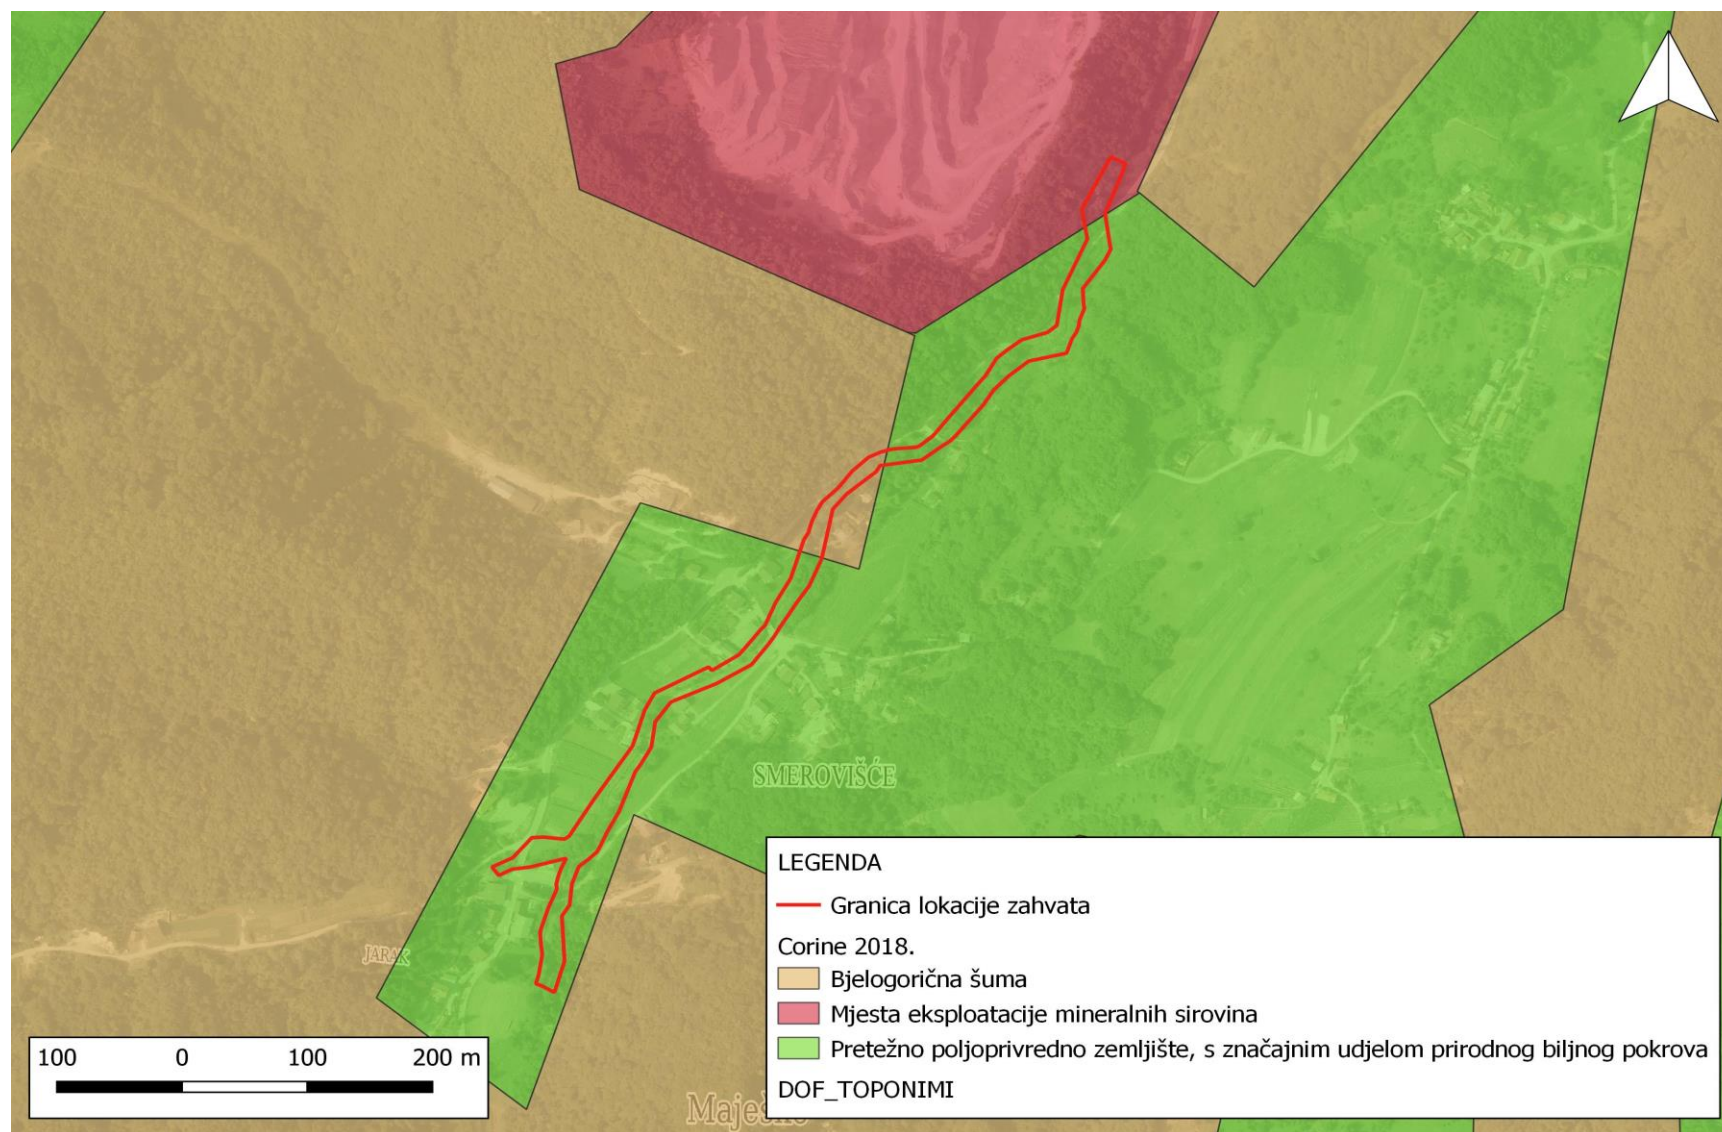 SMEROVIŠĆE
JARAK
LEGENDA
Granica lokacije zahvata
Corine 2018.
Bjelogorična šuma
Mjesta eksploatacije mineralnih sirovina
Pretežno poljoprivredno zemljište, s značajnim udjelom prirodnog biljnog pokrova
DOF_TOPONIMI
100 0 100 200 m